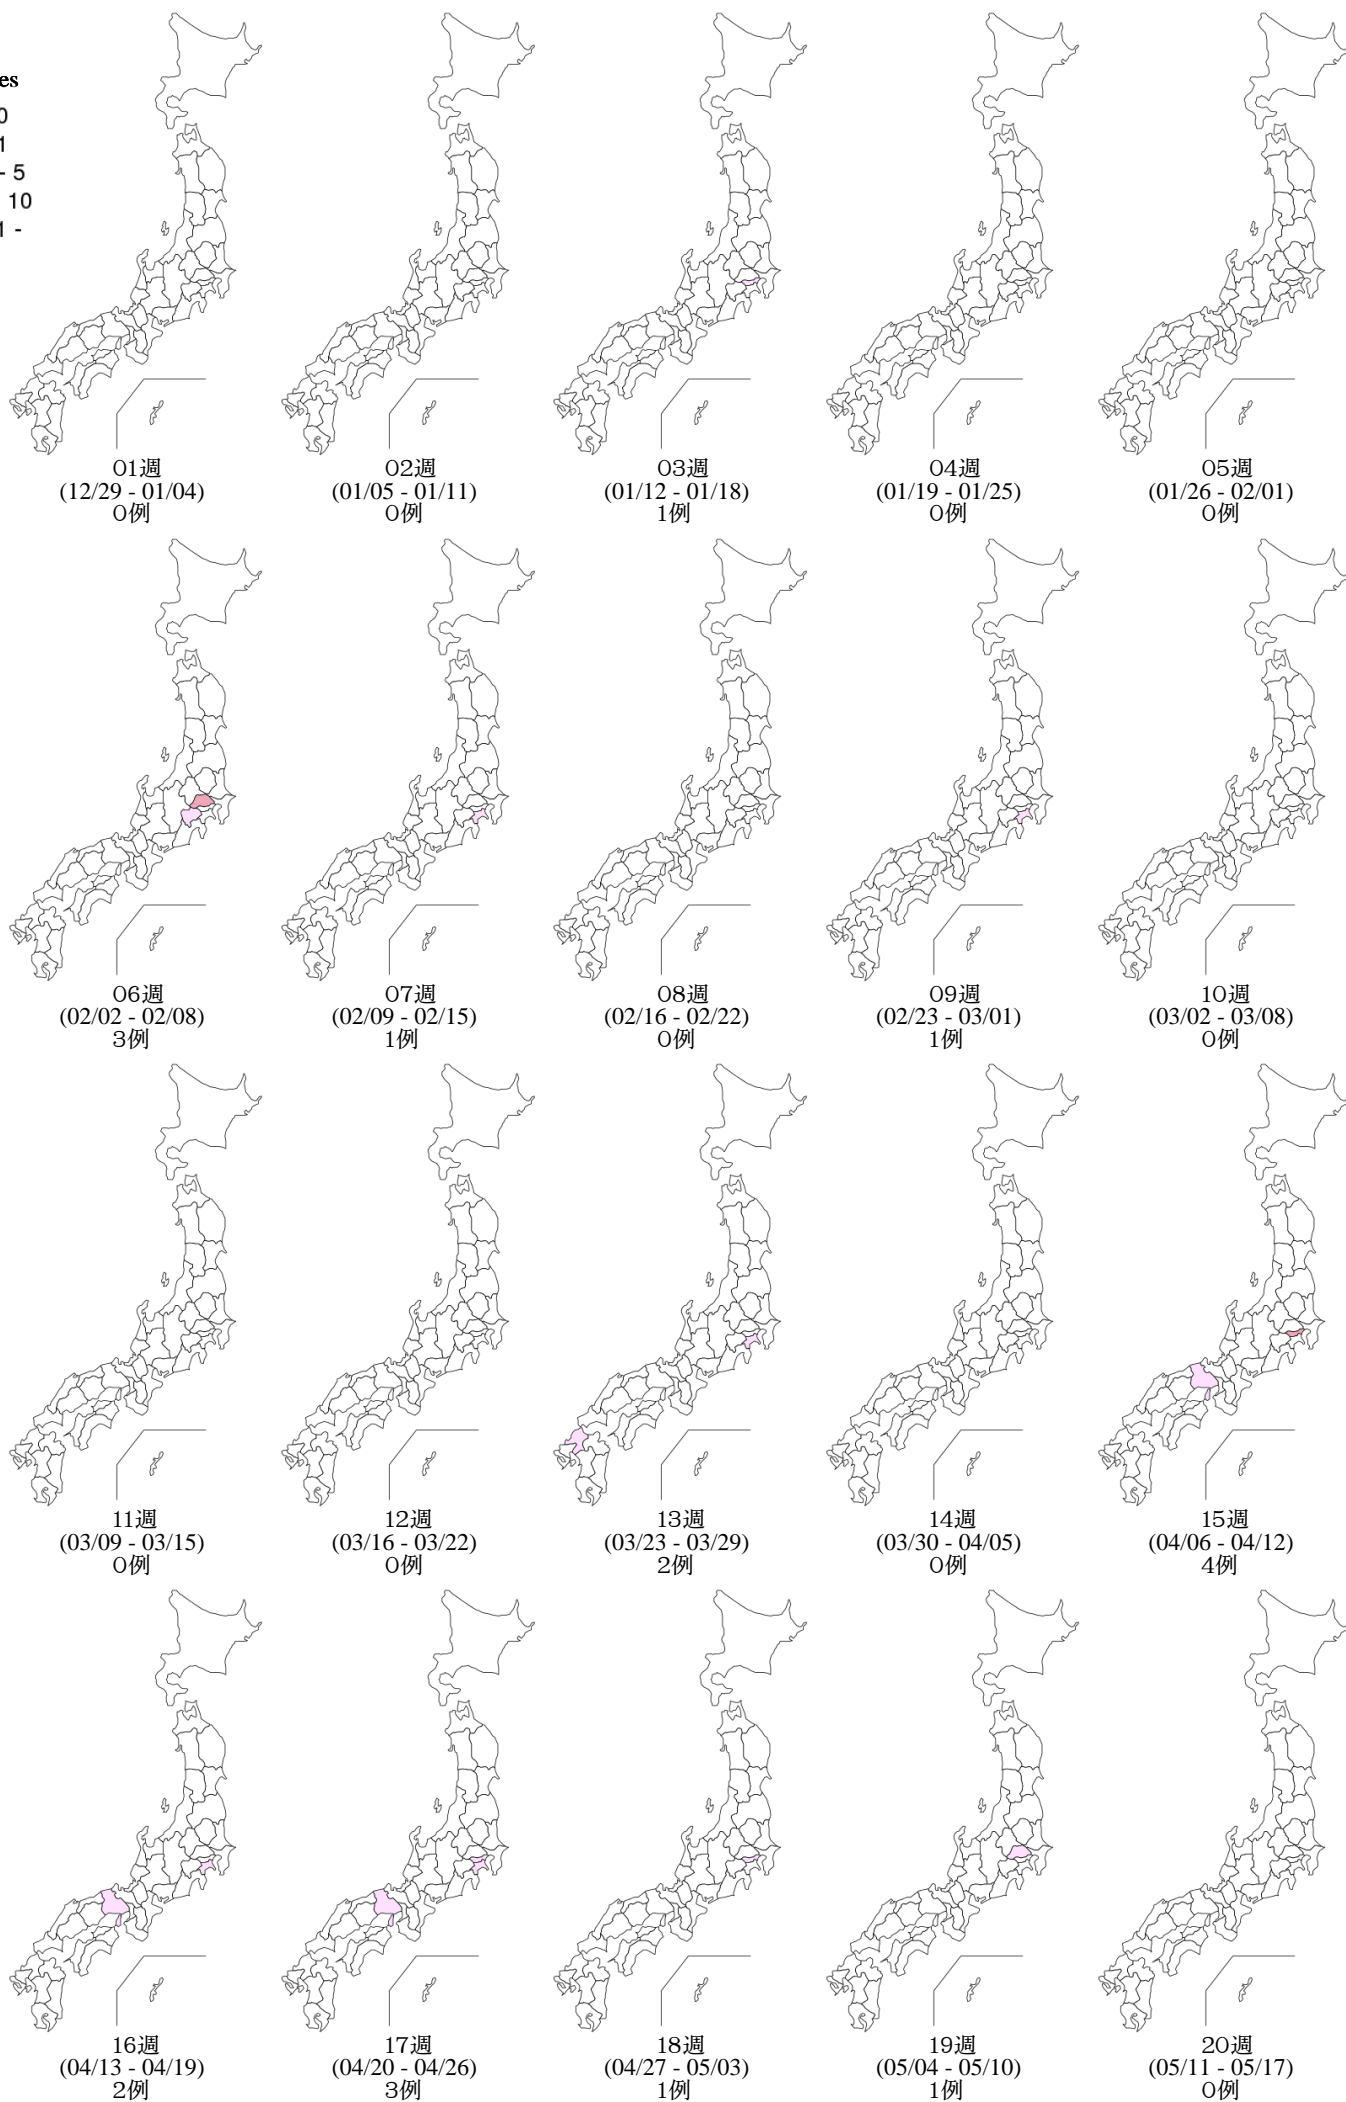 es
0
1
- 5
10
1 -
01週
(12/29 - 01/04)
0例
02週
(01/05 - 01/11)
0例
03週
(01/12 - 01/18)
1例
04週
(01/19 - 01/25)
0例
05週
(01/26 - 02/01)
0例
06週
(02/02 - 02/08)
3例
07週
(02/09 - 02/15)
1例
08週
(02/16 - 02/22)
0例
09週
(02/23 - 03/01)
1例
10週
(03/02 - 03/08)
0例
11週
(03/09 - 03/15)
0例
12週
(03/16 - 03/22)
0例
13週
(03/23 - 03/29)
2例
14週
(03/30 - 04/05)
0例
15週
(04/06 - 04/12)
4例
16週
(04/13 - 04/19)
2例
17週
(04/20 - 04/26)
3例
18週
(04/27 - 05/03)
1例
19週
(05/04 - 05/10)
1例
20週
(05/11 - 05/17)
0例